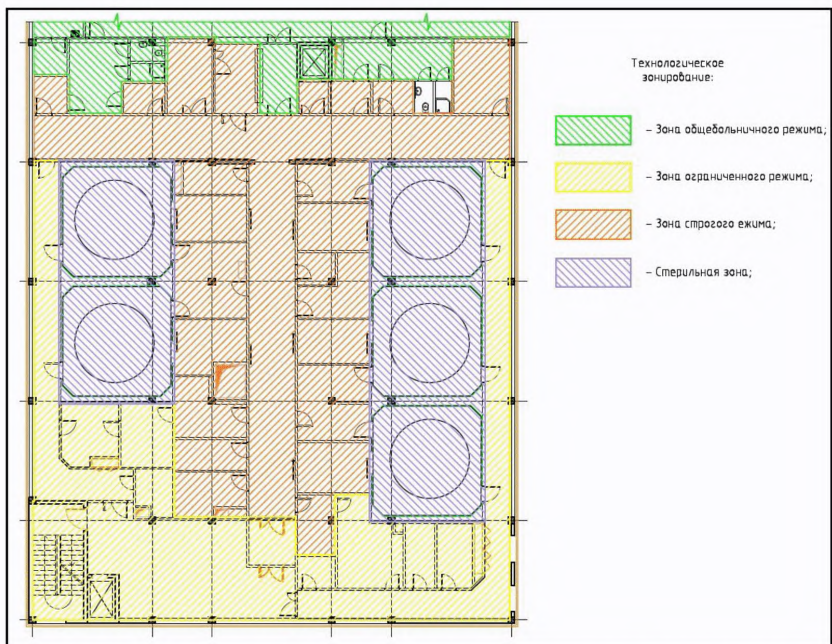 Технологическое
зонирование:
– Зона общебольничного режима;
– Зона ограниченного режима;
– Зона строгого ежима;
– Стерильная зона;